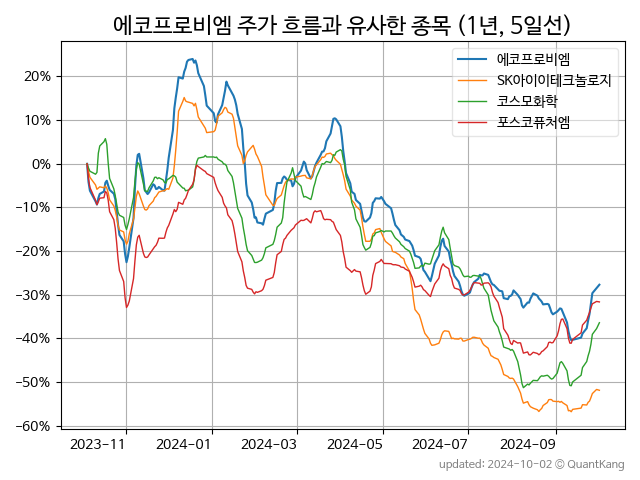 에코프로비엠 주가 흐름과 유사한 종목 (1년, 5일선)
에코프로비엠
SK아이이테크놀로지
코스모화학
포스코퓨처엠
20%
10%
0%
−10%
−20%
−30%
−40%
−50%
−60%
2023−11 2024−01 2024−03 2024−05 2024−07 2024−09
updated: 2024-10-02 © QuantKang